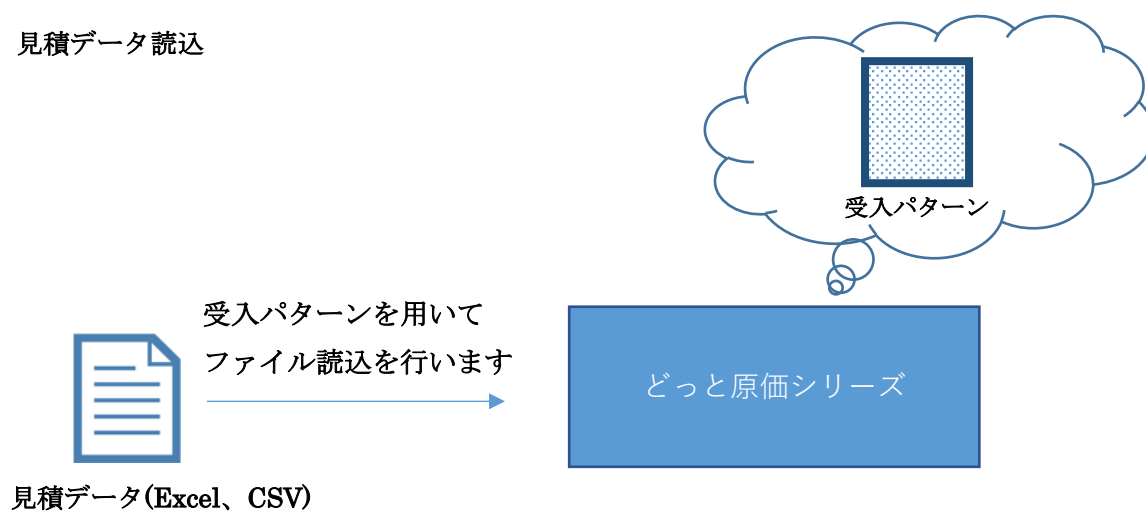 見積データ読込
受入パターン
受入パターンを用いて
ファイル読込を行います
どっと原価シリーズ
見積データ(Excel、CSV)